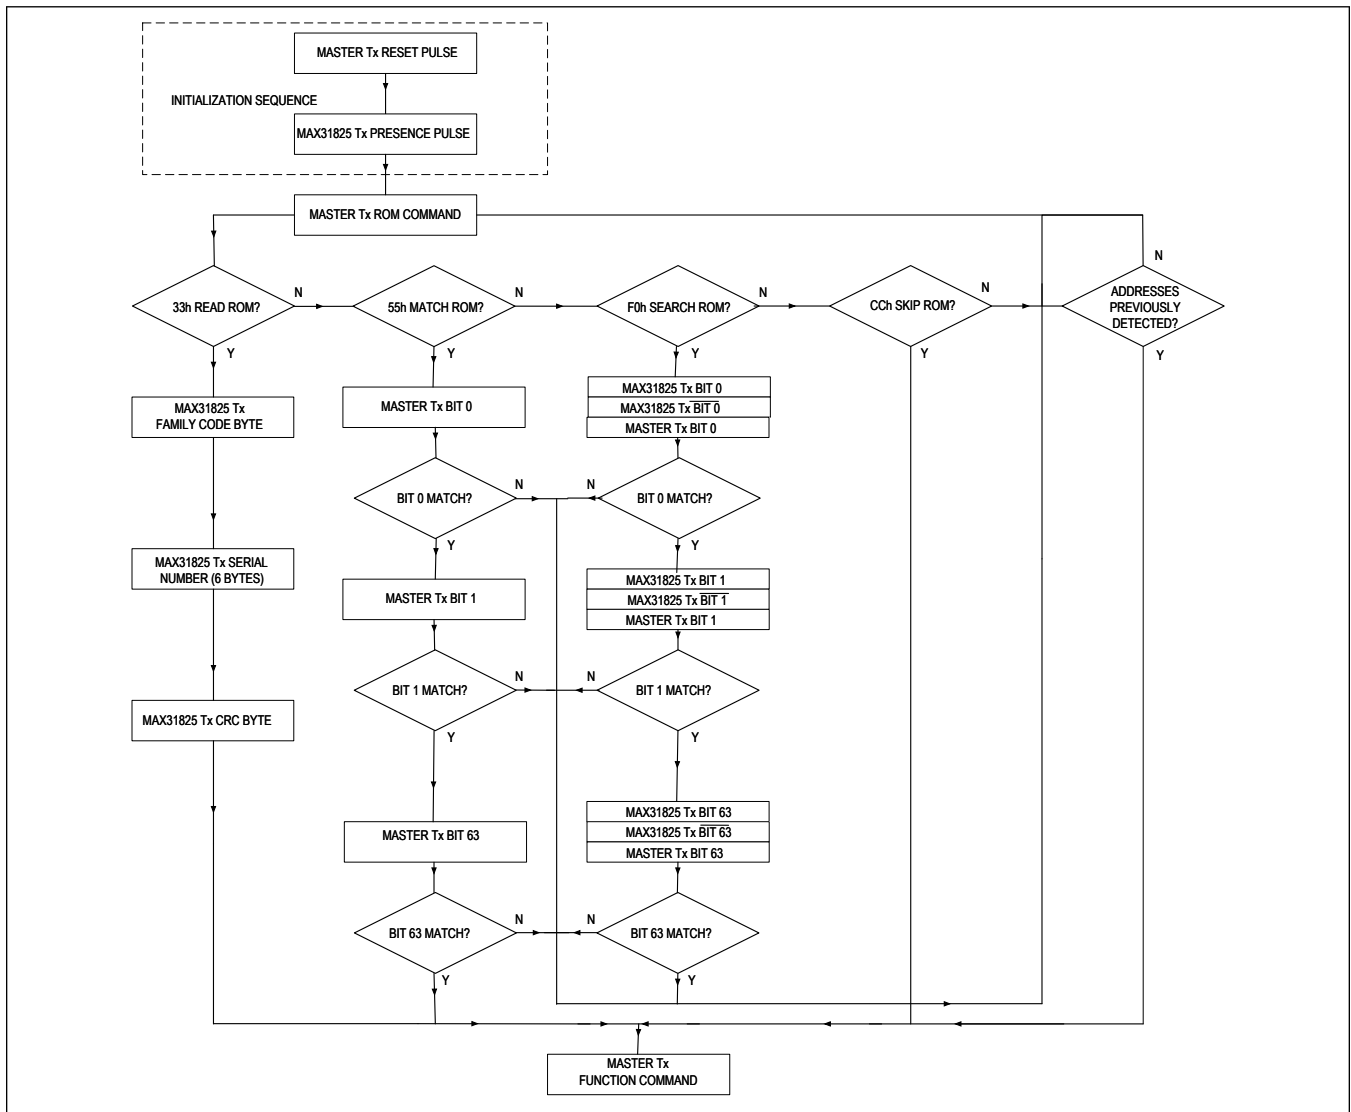 MASTER Tx RESET PULSE
INITIALIZATION SEQUENCE
MAX31825 Tx PRESENCE PULSE
MASTER Tx ROM COMMAND
N
33h READ ROM?
N
55h MATCH ROM?
N
F0h SEARCH ROM?
N
CCh SKIP ROM?
N
ADDRESSES
PREVIOUSLY
DETECTED?
Y
Y
Y
Y
Y
MAX31825 Tx
FAMILY CODE BYTE
MASTER Tx BIT 0
MAX31825 Tx BIT 0
MAX31825 Tx B̅I̅T̅ ̅0̅
MASTER Tx BIT 0
BIT 0 MATCH?
N
N
BIT 0 MATCH?
Y
Y
MAX31825 Tx SERIAL
NUMBER (6 BYTES)
MASTER Tx BIT 1
MAX31825 Tx BIT 1
MAX31825 Tx B̅I̅T̅ ̅1̅
MASTER Tx BIT 1
BIT 1 MATCH?
N
N
BIT 1 MATCH?
Y
Y
MAX31825 Tx CRC BYTE
MASTER Tx BIT 63
MAX31825 Tx BIT 63
MAX31825 Tx B̅I̅T̅ ̅6̅3̅
MASTER Tx BIT 63
BIT 63 MATCH?
N
N
BIT 63 MATCH?
Y
Y
MASTER Tx
FUNCTION COMMAND